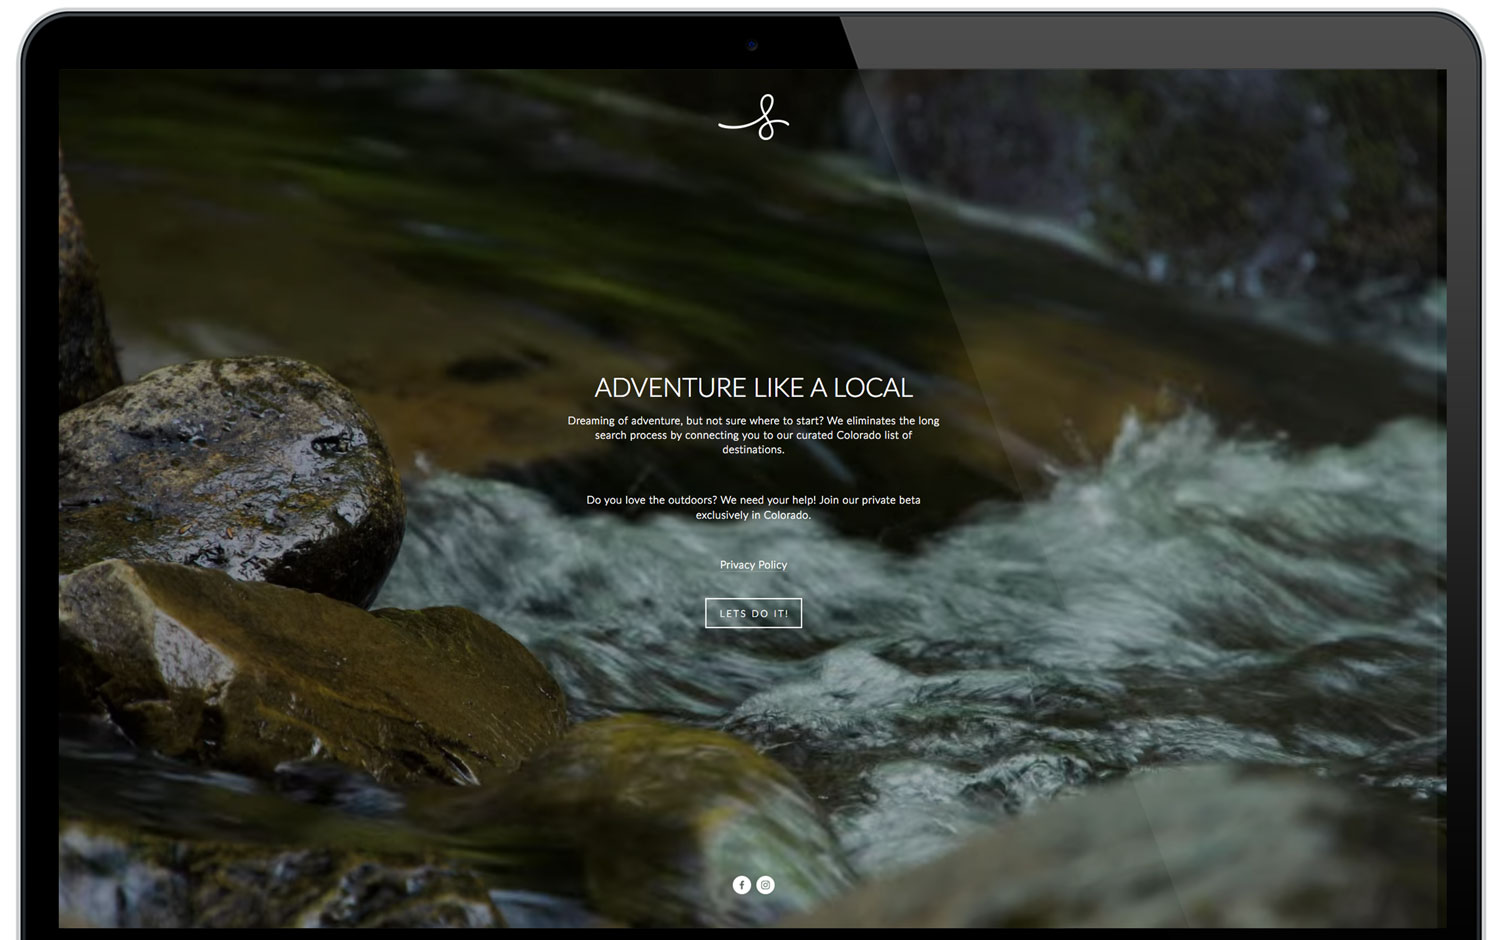 ADVENTURE LIKE A LOCAL
Dreaming of adventure, but not sure where to start? We eliminates the long
search process by connecting you to our curated Colorado list of
destinations.
Do you love the outdoors? We need your help! Join our private beta
exclusively in Colorado.
Privacy Policy
LETS DO IT!